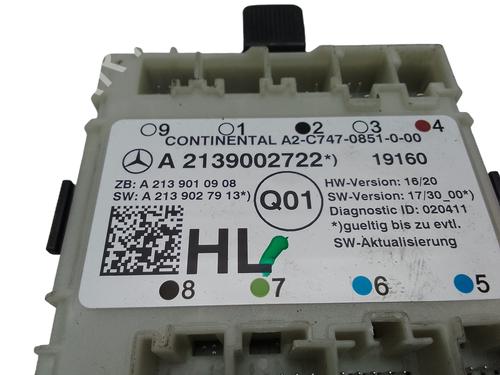 9 1 2 3 4
CONTINENTAL A2-C747-0851-0-00
A 2139002722*) 19160
ZB: A 213 901 09 08
SW: A 213 902 79 13*)
Q01
HW-Version: 16/20
SW-Version: 17/30_00*)
Diagnostic ID: 020411
*)gueltig bis zu evtl.
SW-Aktualisierung
HL
8 7 6 5